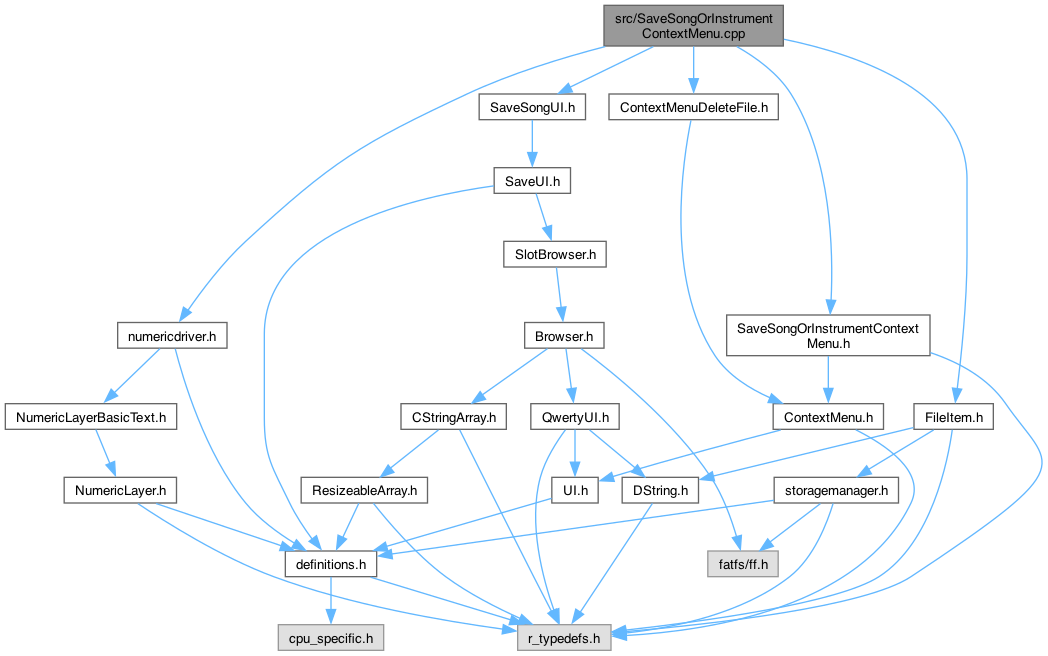 src/SaveSongOrInstrument
ContextMenu.cpp
SaveSongUI.h
ContextMenuDeleteFile.h
SaveUI.h
SlotBrowser.h
numericdriver.h
Browser.h
SaveSongOrInstrumentContext
Menu.h
NumericLayerBasicText.h
CStringArray.h
QwertyUI.h
ContextMenu.h
FileItem.h
NumericLayer.h
ResizeableArray.h
UI.h
DString.h
storagemanager.h
definitions.h
fatfs/ff.h
cpu_specific.h
r_typedefs.h